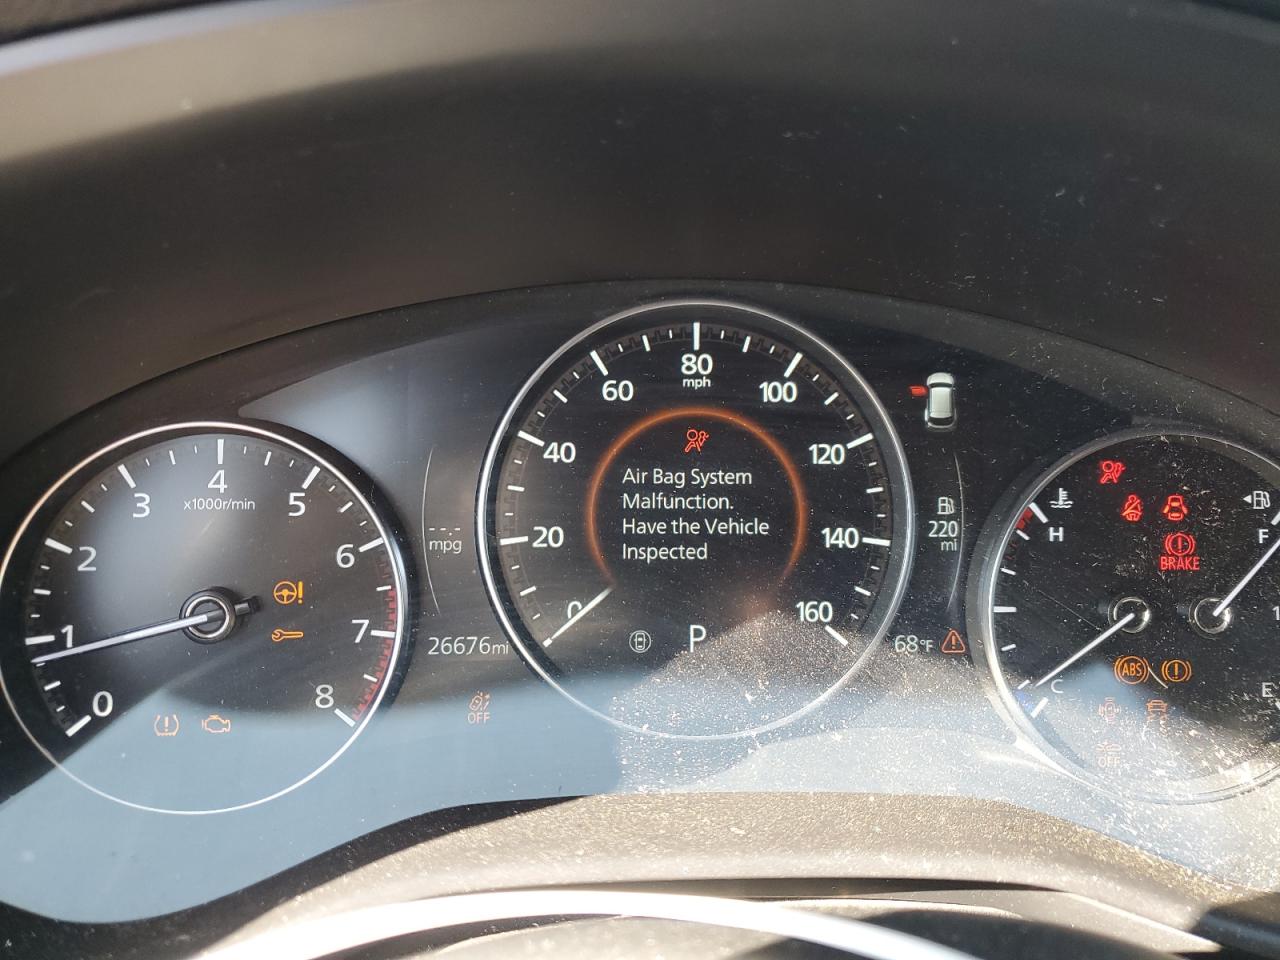 80
mph
60
100
40
120
Air Bag System
Malfunction.
Have the Vehicle
Inspected
20
140
0
160
P
4
x1000r/min
3
5
2
6
1
7
0
8
---
mpg
26676mi
OFF
220
mi
68°F
H
F
BRAKE
C
1
ABS
E
OFF